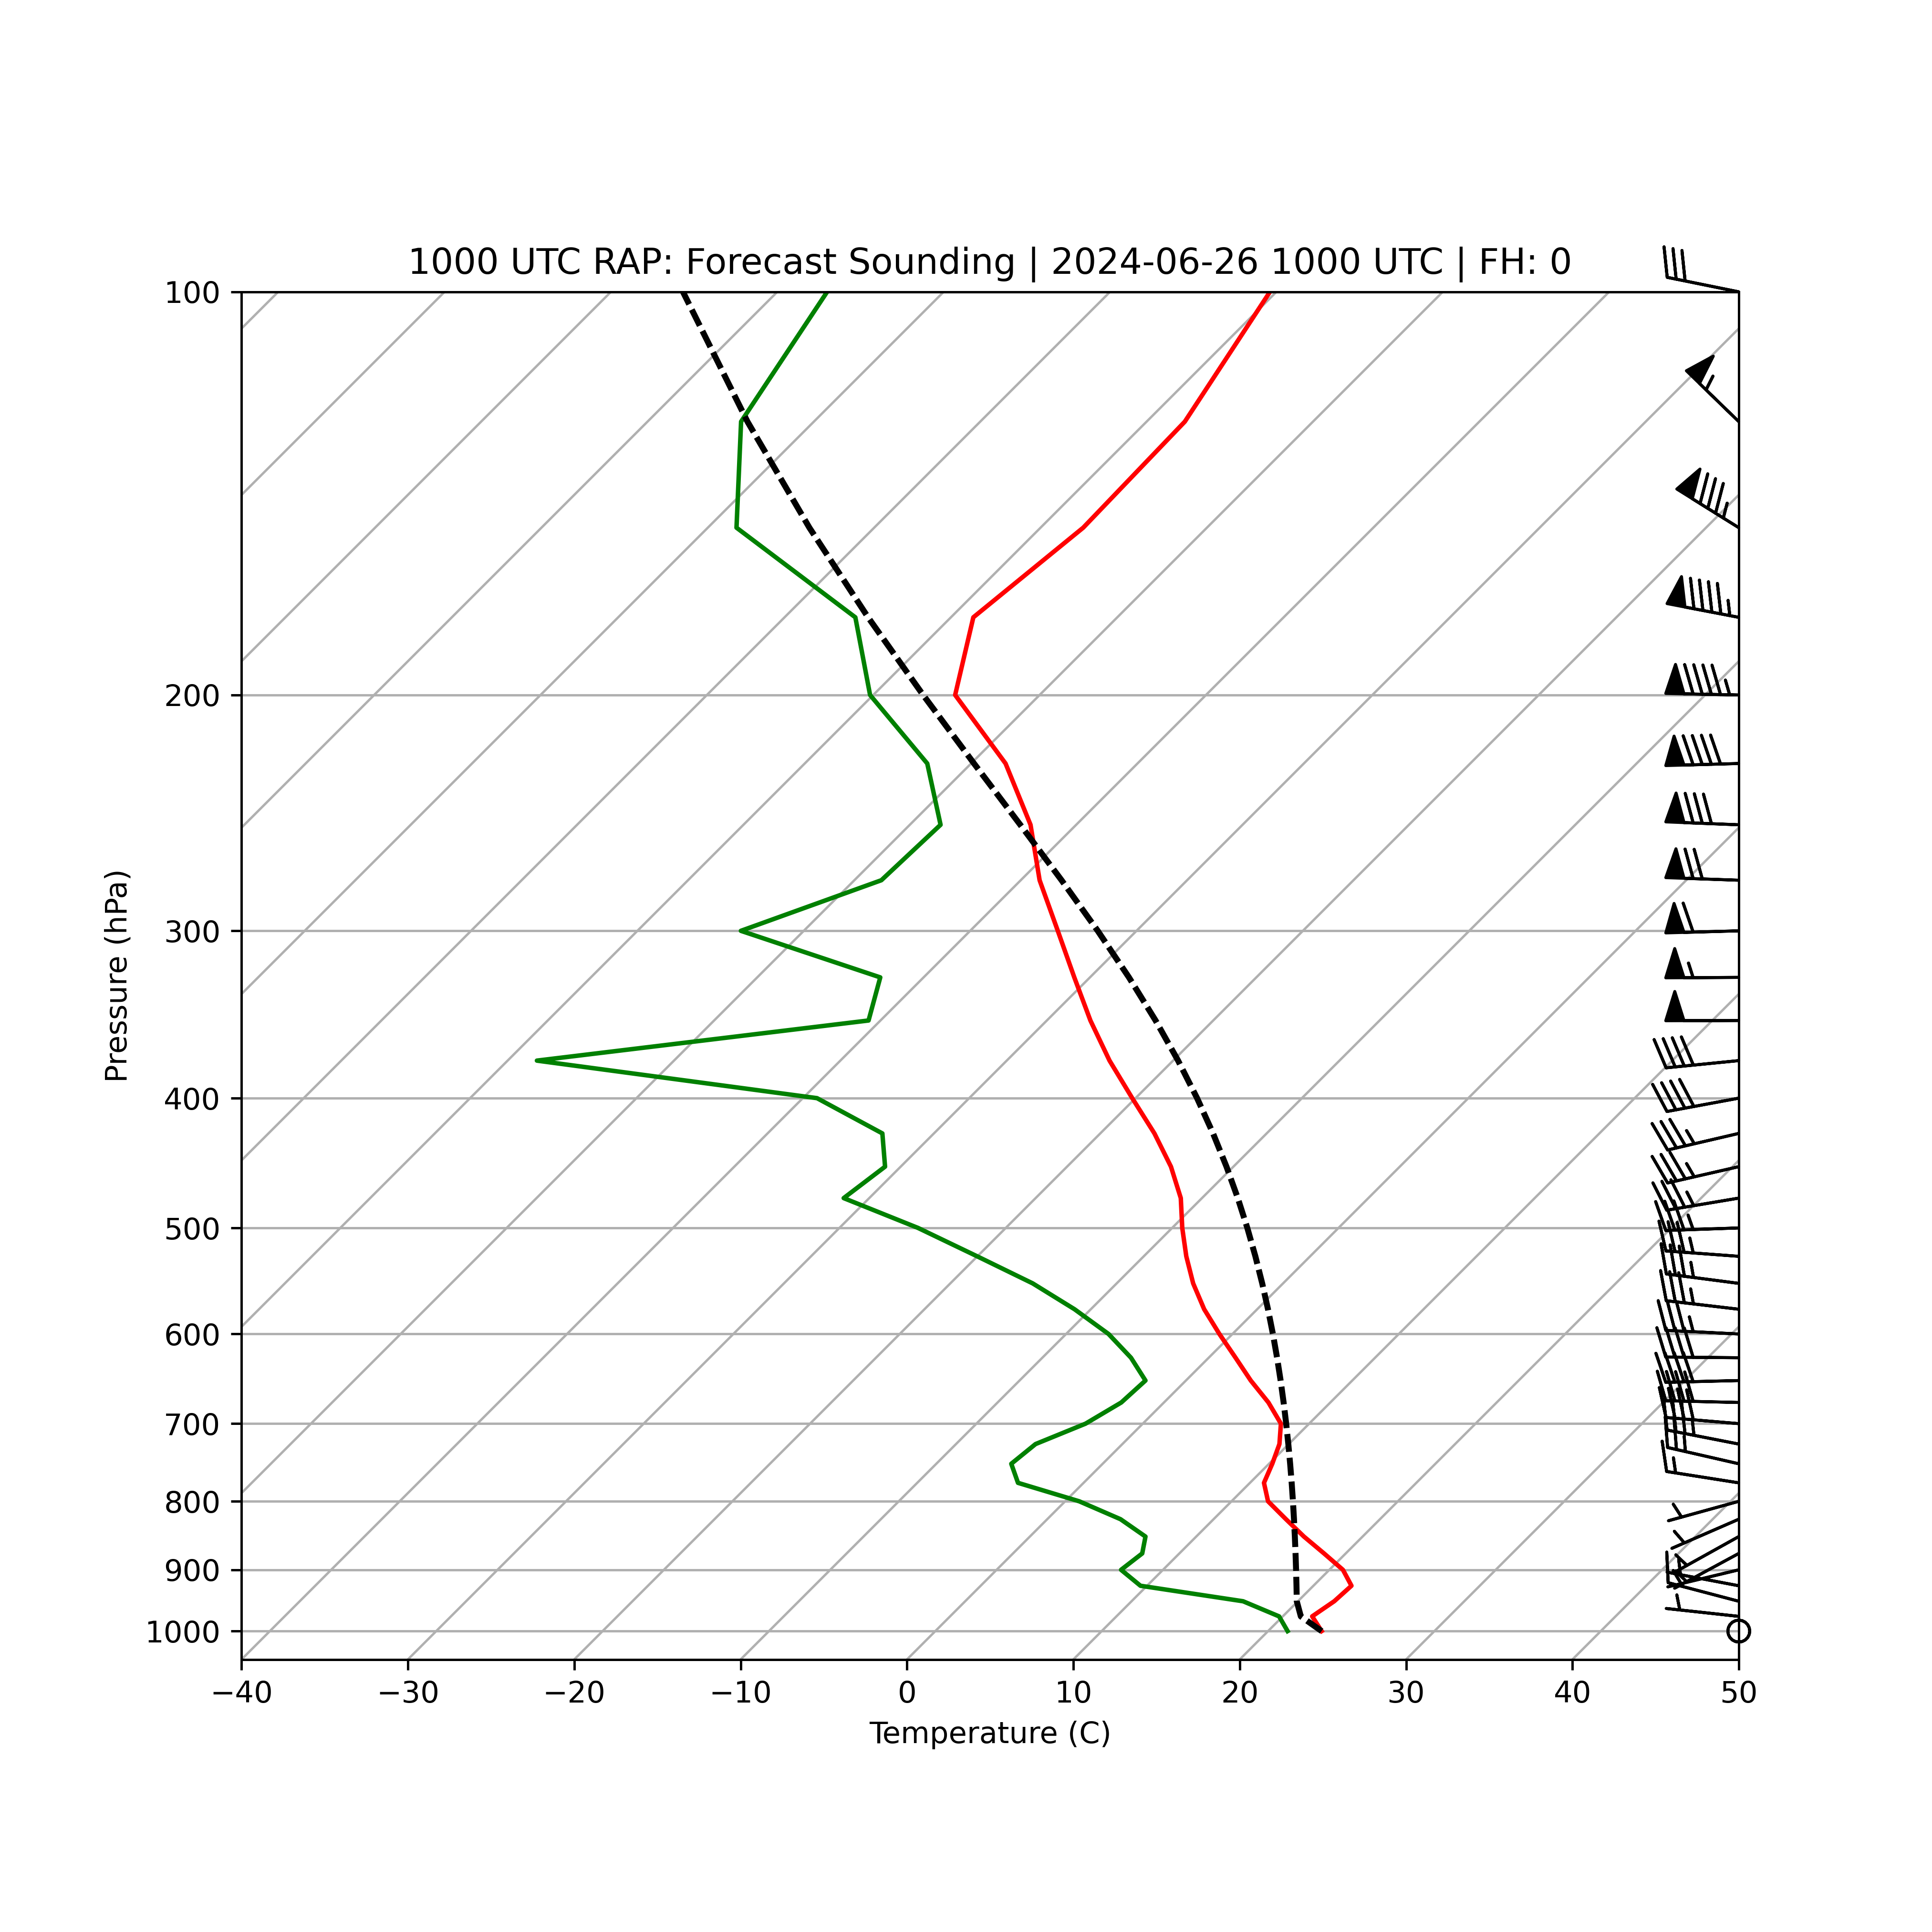 1000 UTC RAP: Forecast Sounding | 2024-06-26 1000 UTC | FH: 0
100
200
300
400
500
600
700
800
900
1000
Pressure (hPa)
−40 −30 −20 −10 0 10 20 30 40 50
Temperature (C)